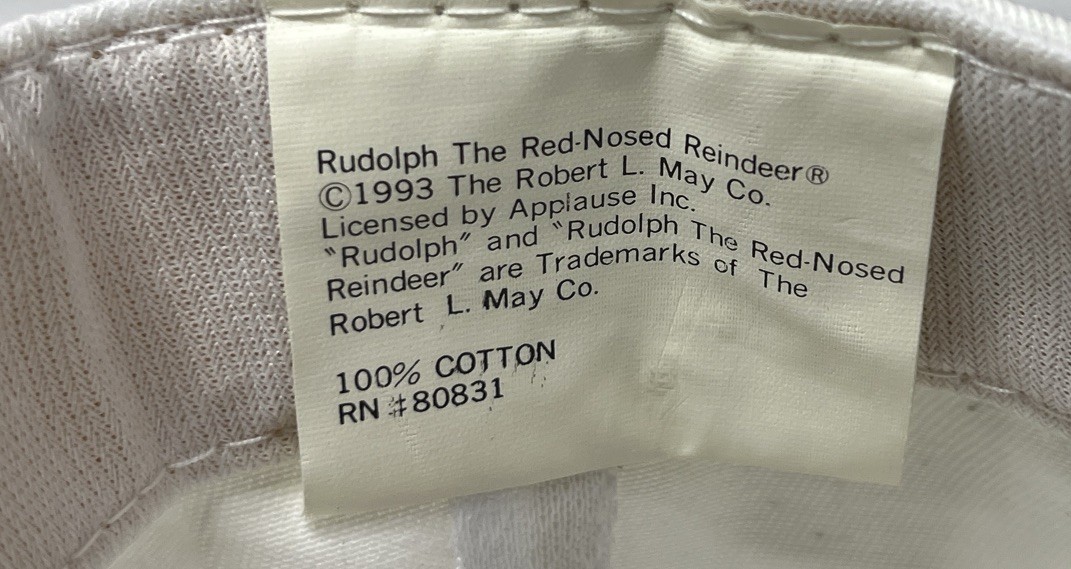 Rudolph The Red-Nosed Reindeer®
©1993 The Robert L. May Co.
Licensed by Applause Inc.
“Rudolph” and “Rudolph The Red-Nosed
Reindeer” are Trademarks of The
Robert L. May Co.
100% COTTON
RN #80831